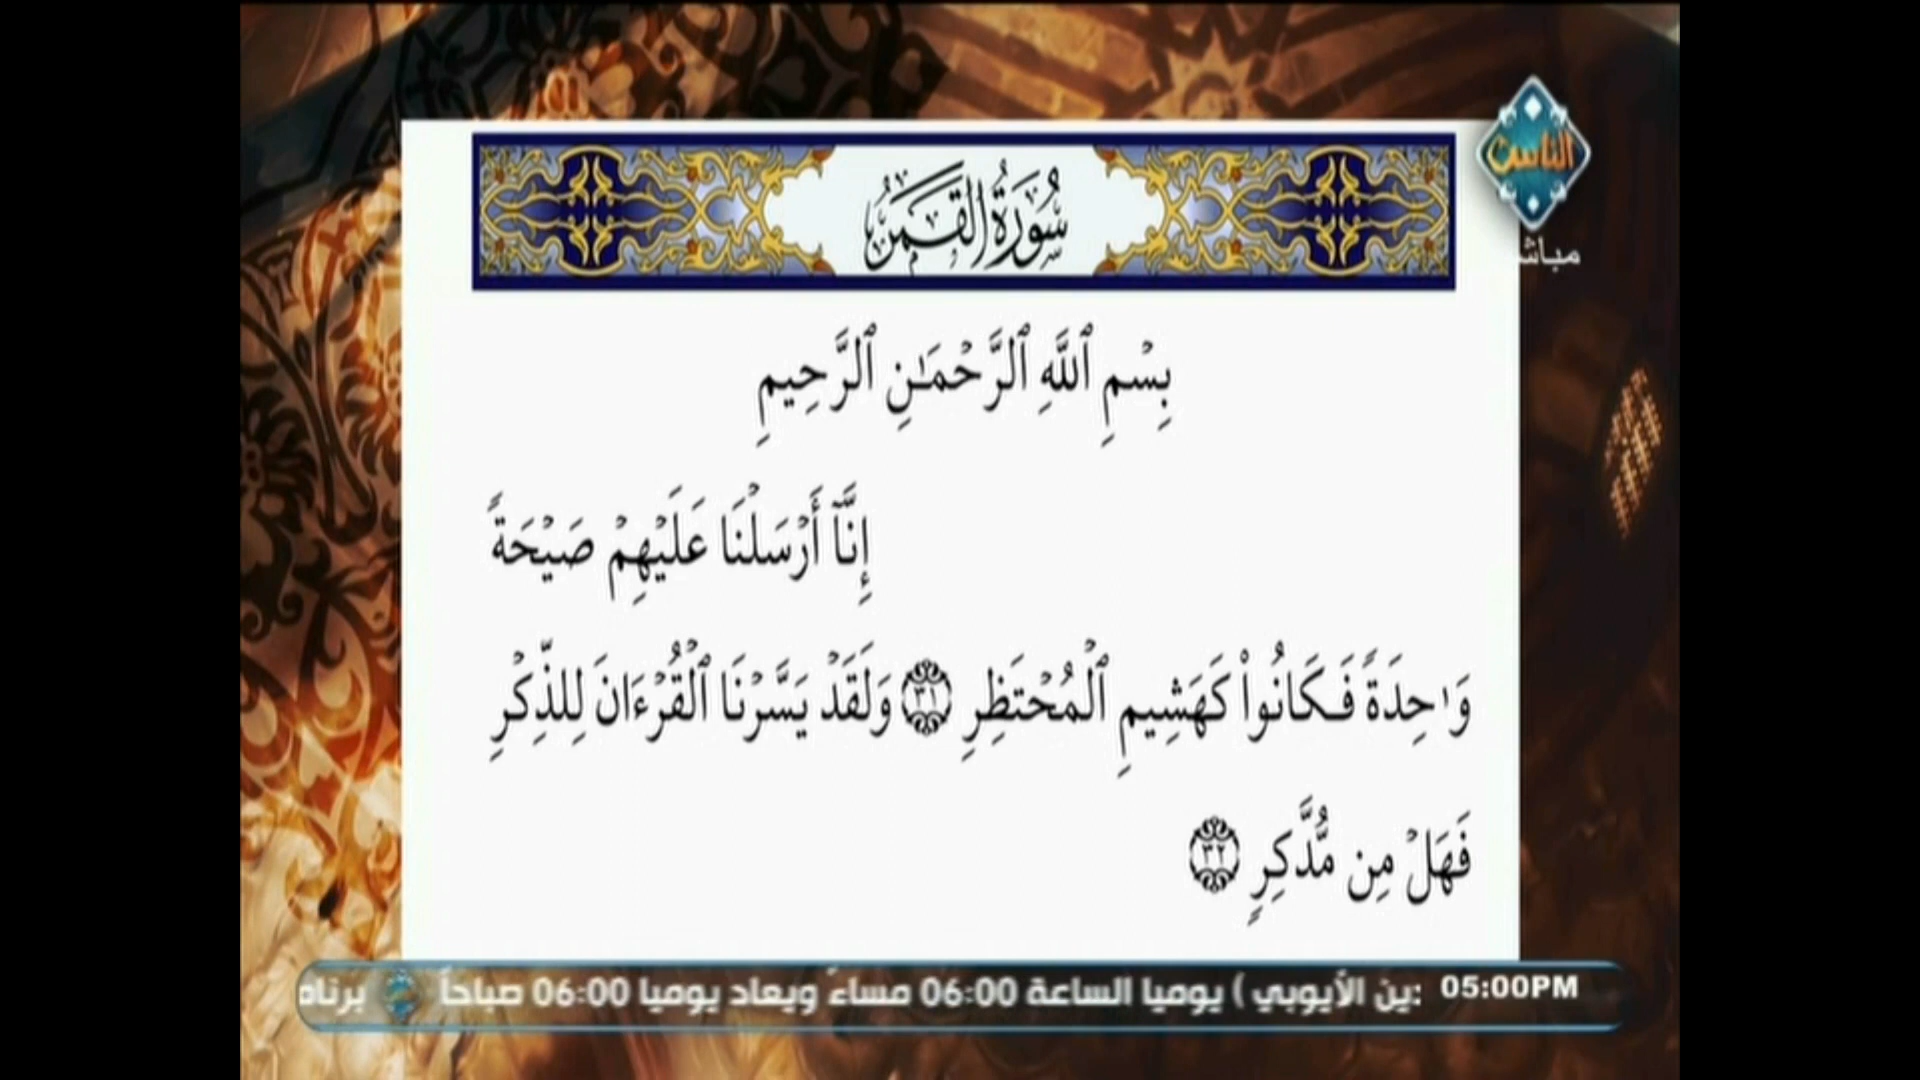 الناس
مباشر
سُورَةُ القَمَرِ
بِسْمِ ٱللَّهِ ٱلرَّحْمَـٰنِ ٱلرَّحِيمِ
إِنَّآ أَرْسَلْنَا عَلَيْهِمْ صَيْحَةً
وَٰحِدَةً فَكَانُوا۟ كَهَشِيمِ ٱلْمُحْتَظِرِ ٣١ وَلَقَدْ يَسَّرْنَا ٱلْقُرْءَانَ لِلذِّكْرِ
فَهَلْ مِن مُّدَّكِرٍ ٣٢
05:00PM
ين الأيوبي ) يوميا الساعة 06:00 مساءً ويعاد يوميا 06:00 صباحاً برنام